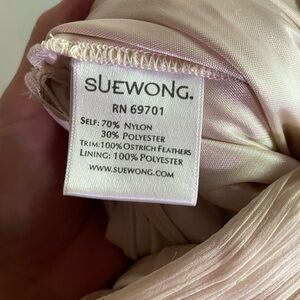 SUEWONG.
RN 69701
SELF: 70% NYLON
30% POLYESTER
TRIM:100% OSTRICH FEATHERS
LINING: 100% POLYESTER
WWW.SUEWONG.COM